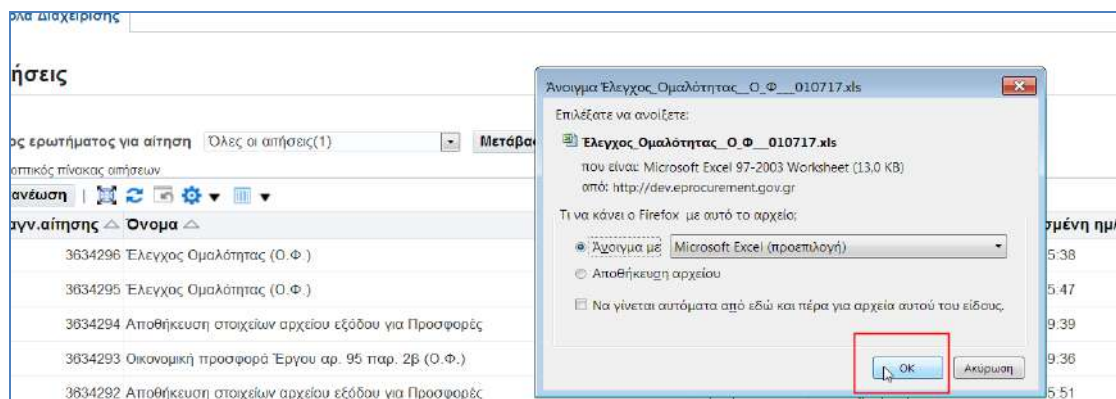 ολα Διαχείρισης
ήσεις
ος ερωτήματος για αίτηση Όλες οι αιτήσεις(1) Μετάβα
οπτικός πίνακας αιτήσεων
ανέωση
αγν.αίτησης Όνομα
3634296 Έλεγχος Ομαλότητας (Ο.Φ.)
3634295 Έλεγχος Ομαλότητας (Ο.Φ.)
3634294 Αποθήκευση στοιχείων αρχείου εξόδου για Προσφορές
3634293 Οικονομική προσφορά Έργου αρ. 95 παρ. 2β (Ο.Φ.)
3634292 Αποθήκευση στοιχείων αρχείου εξόδου για Προσφορές
Άνοιγμα Έλεγχος_Ομαλότητας__Ο_Φ___010717.xls
Επιλέξατε να ανοίξετε:
Έλεγχος_Ομαλότητας__Ο_Φ___010717.xls
που είναι: Microsoft Excel 97-2003 Worksheet (13,0 KB)
από: http://dev.eprocurement.gov.gr
Τι να κάνει ο Firefox με αυτό το αρχείο;
Άνοιγμα με Microsoft Excel (προεπιλογή)
Αποθήκευση αρχείου
Να γίνεται αυτόματα από εδώ και πέρα για αρχεία αυτού του είδους.
OK Ακύρωση
σμένη ημ/
5:38
5:47
9:39
9:36
5:51